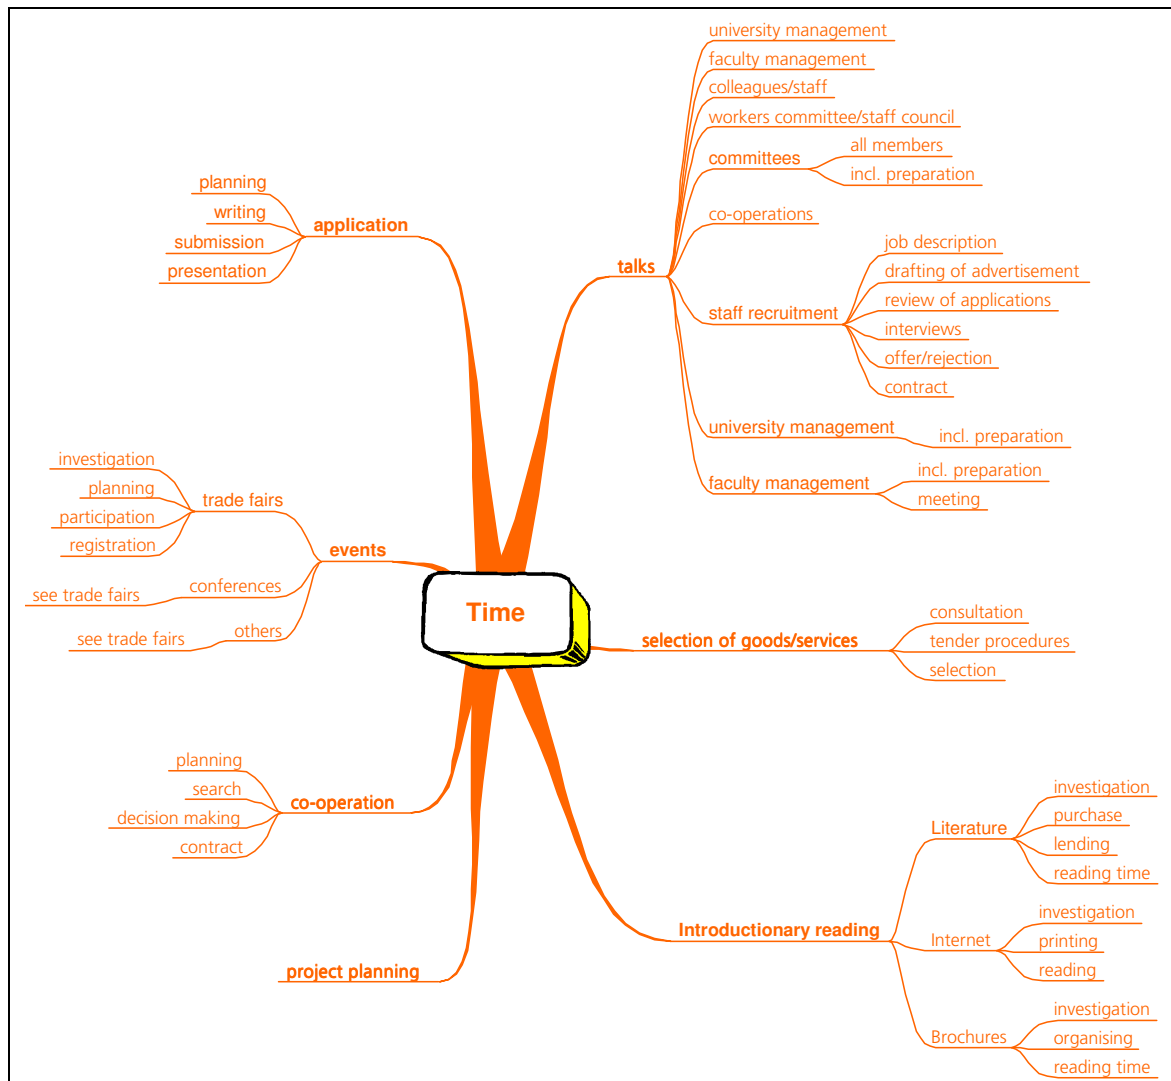 Time
talks
university management
faculty management
colleagues/staff
workers committee/staff council
committees
all members
incl. preparation
co-operations
staff recruitment
job description
drafting of advertisement
review of applications
interviews
offer/rejection
contract
university management
incl. preparation
faculty management
incl. preparation
meeting
selection of goods/services
consultation
tender procedures
selection
Introductionary reading
Literature
investigation
purchase
lending
reading time
Internet
investigation
printing
reading
Brochures
investigation
organising
reading time
application
planning
writing
submission
presentation
events
trade fairs
investigation
planning
participation
registration
conferences
see trade fairs
others
see trade fairs
co-operation
planning
search
decision making
contract
project planning